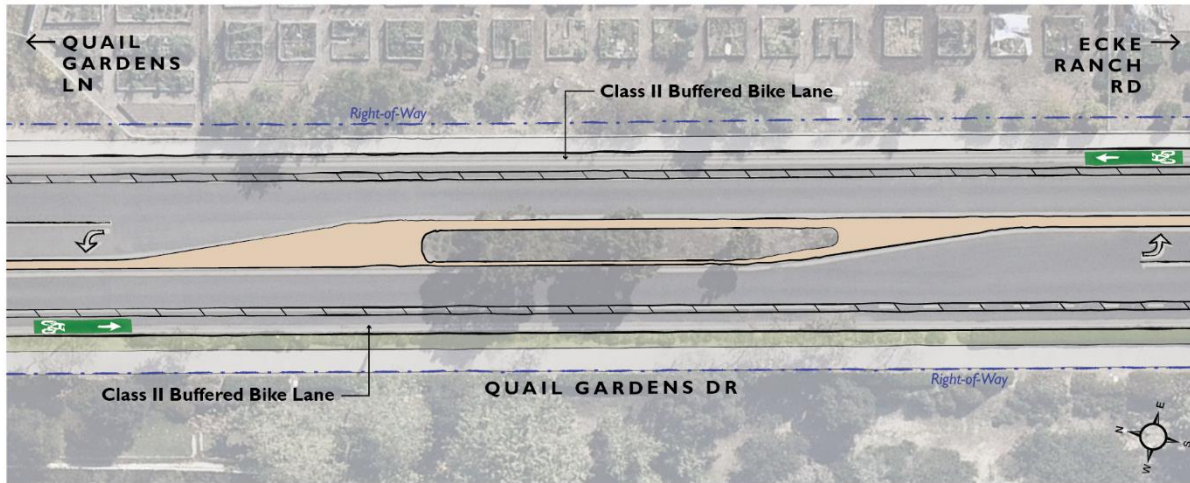 QUAIL
GARDENS
LN
ECKE
RANCH
RD
Class II Buffered Bike Lane
Right-of-Way
Class II Buffered Bike Lane
QUAIL GARDENS DR
Right-of-Way
N
E
S
W